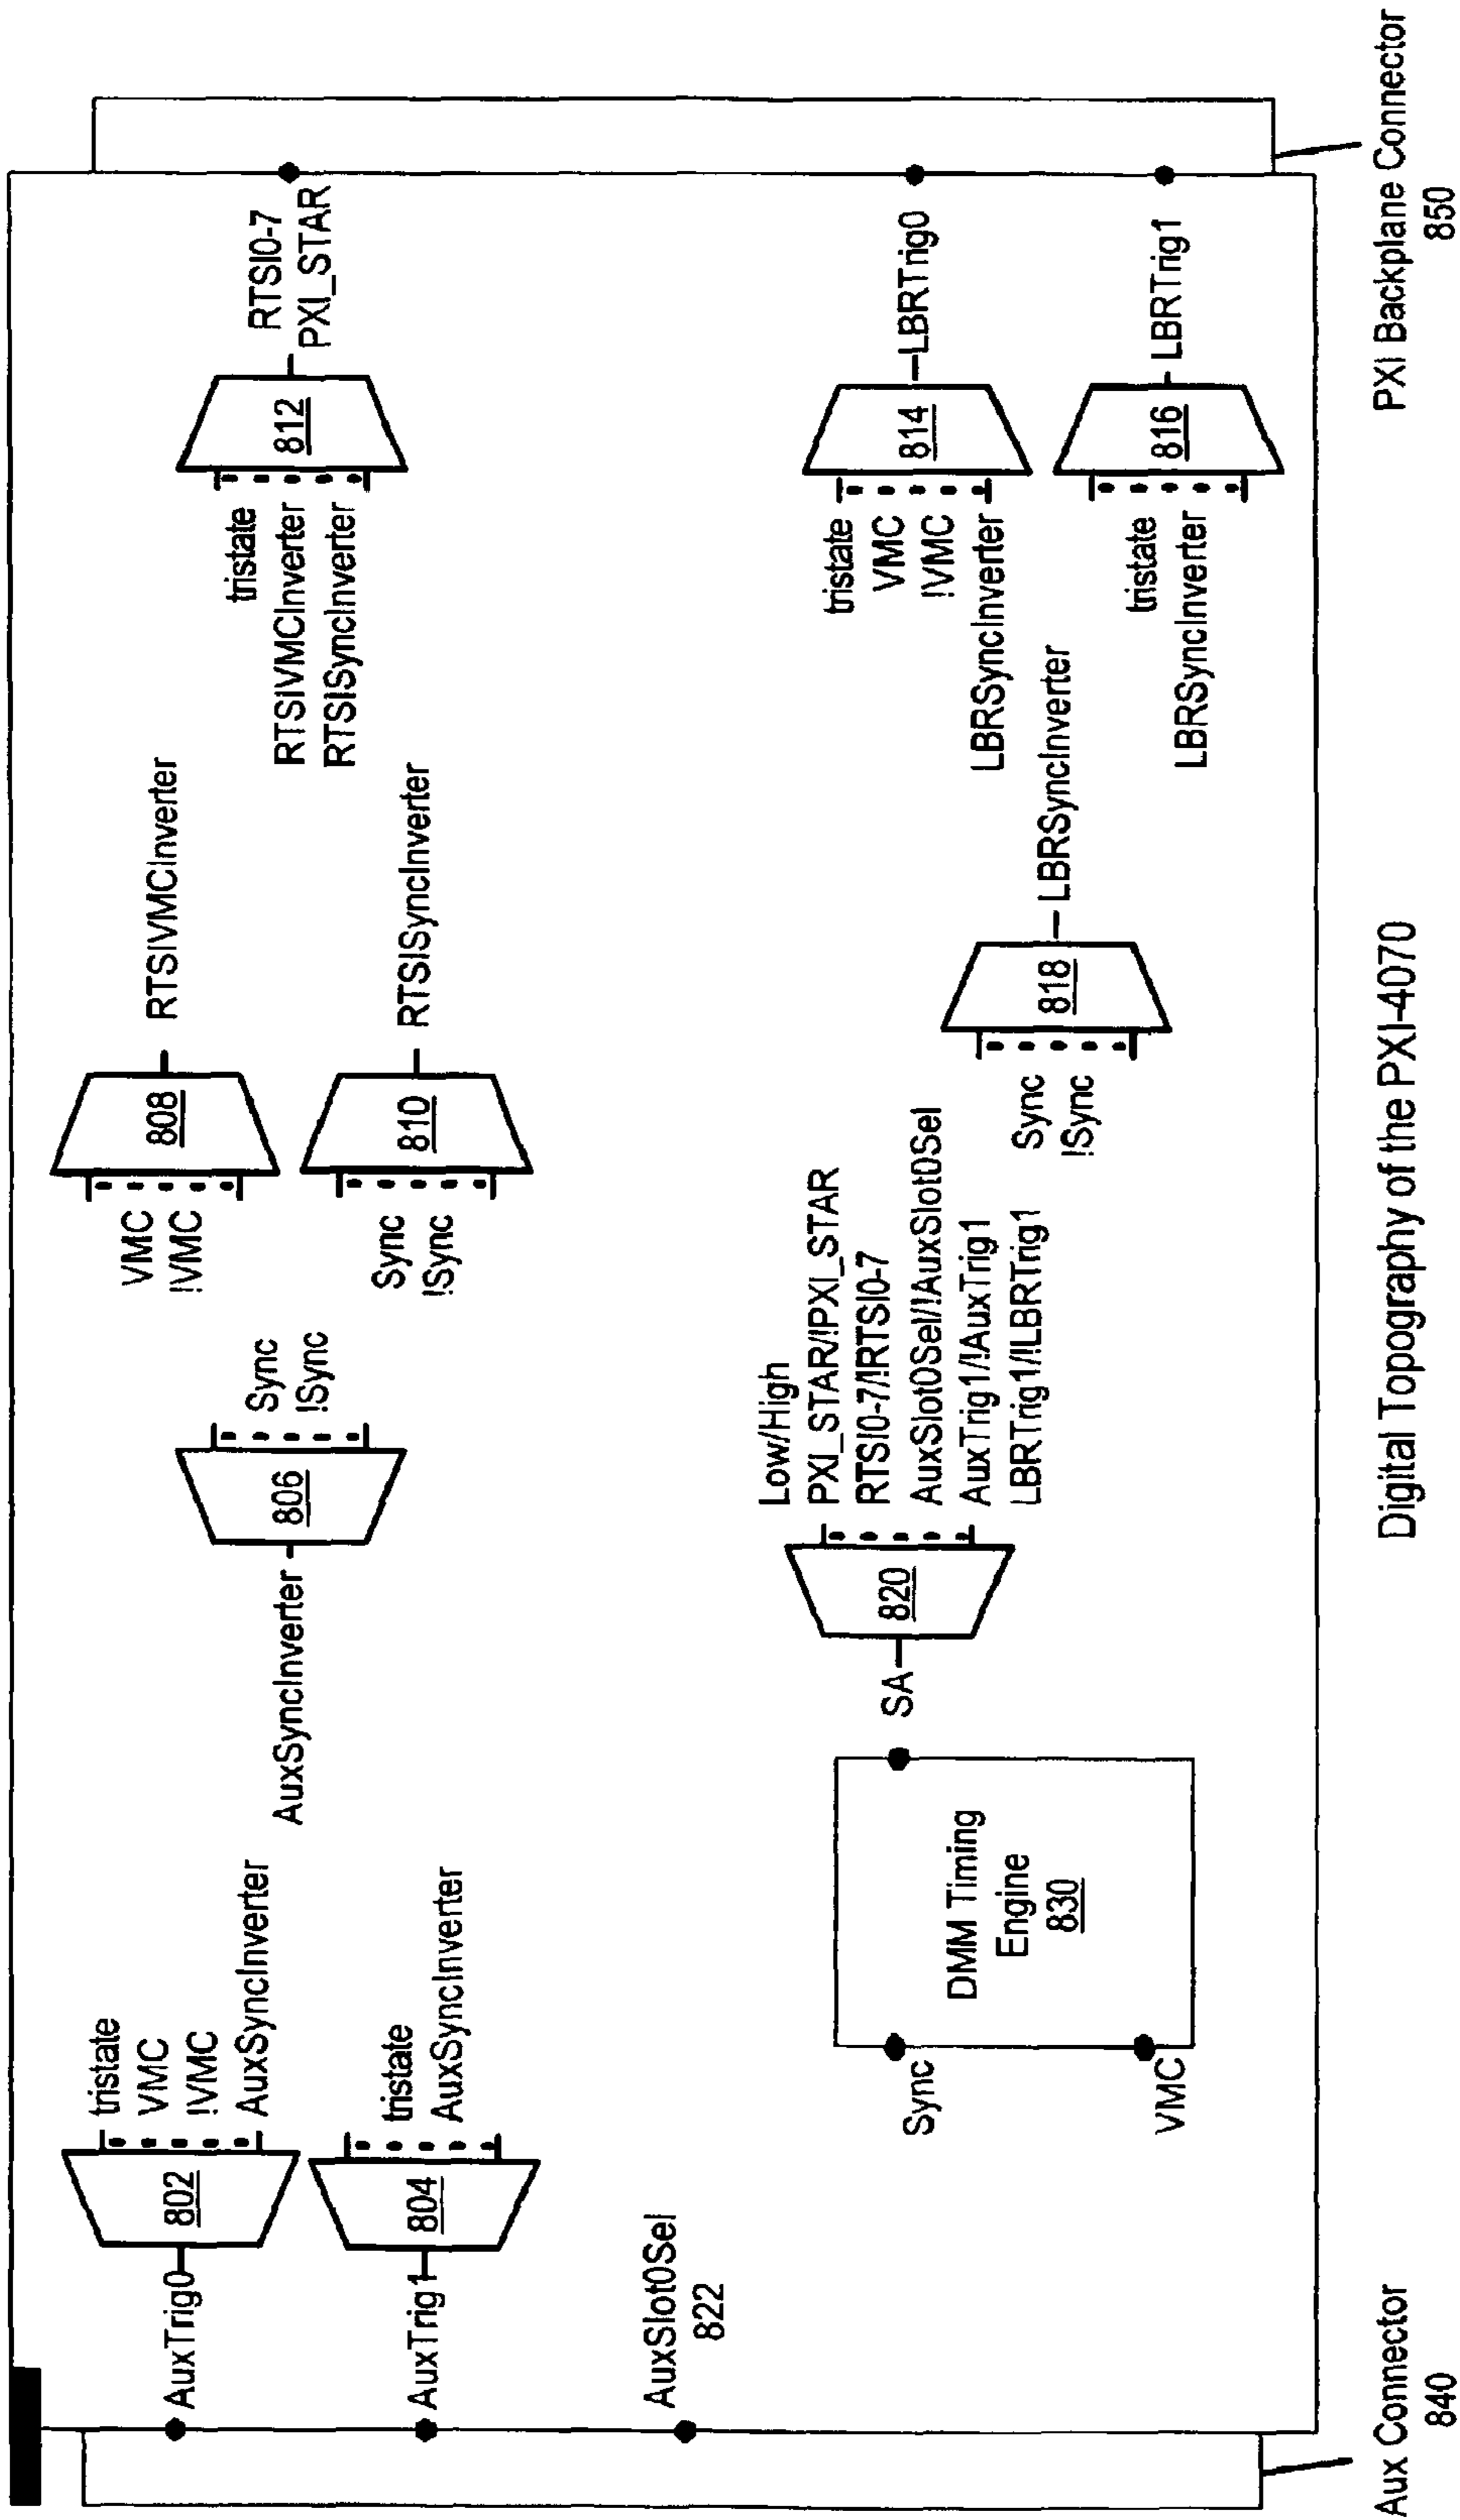 tristate
VMC
!VMC
AuxSyncInverter
AuxTrig0
802
tristate
AuxSyncInverter
AuxTrig1
804
AuxSlot0Sel
822
AuxSyncInverter
806
Sync
!Sync
VMC
!VMC
808
RTSIVMCInverter
Sync
!Sync
810
RTSISyncInverter
tristate
RTSIVMCInverter
RTSISyncInverter
812
RTSI0-7
PXI_STAR
Sync
VMC
DMM Timing
Engine
830
SA
820
Low/High
PXI_STAR/!PXI_STAR
RTSI0-7/!RTSI0-7
AuxSlot0Sel/!AuxSlot0Sel
AuxTrig1/!AuxTrig1
LBRTrig1/!LBRTrig1
Sync
!Sync
818
LBRSyncInverter
tristate
VMC
!VMC
LBRSyncInverter
814
LBRTrig0
tristate
LBRSyncInverter
816
LBRTrig1
Aux Connector
840
Digital Topography of the PXI-4070
PXI Backplane Connector
850